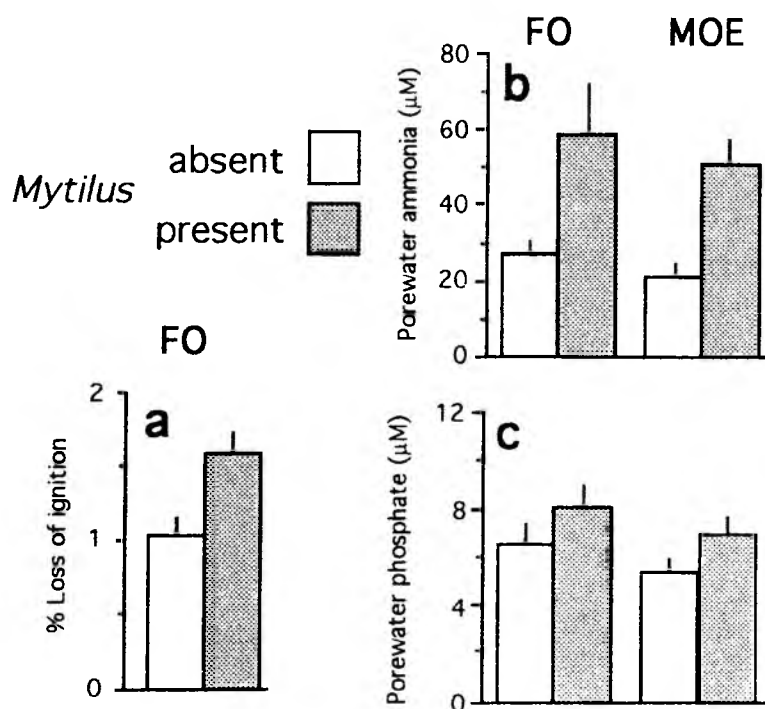 FO MOE
b
Porewater ammonia (µM)
80
60
40
20
0
Mytilus
absent
present
FO
a
% Loss of ignition
2
1
0
c
Porewater phosphate (µM)
12
8
4
0